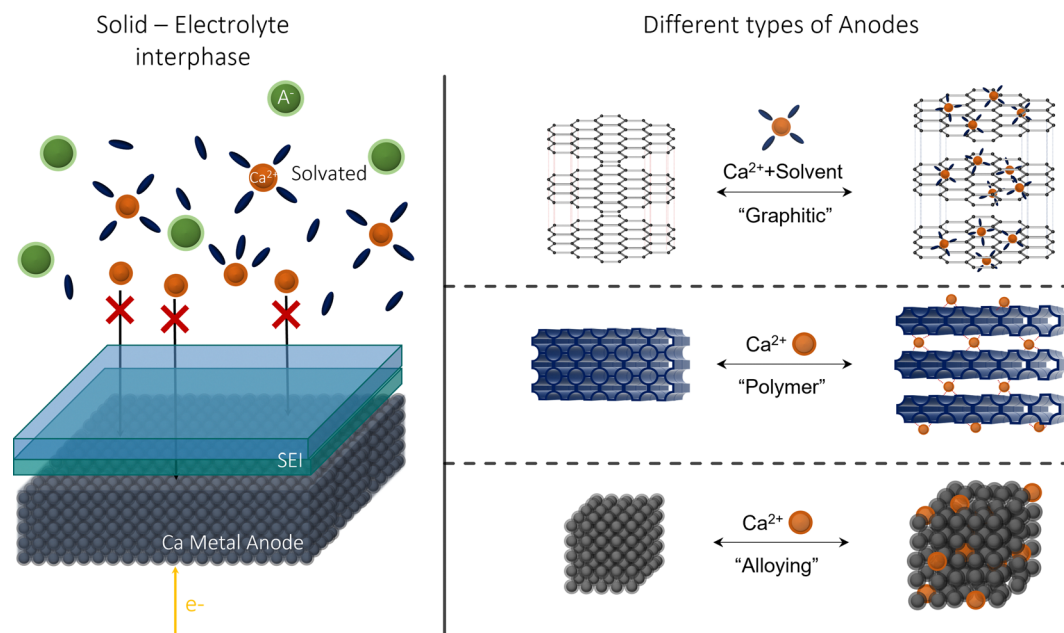 Solid – Electrolyte
interphase
A⁻
Ca²⁺
Solvated
SEI
Ca Metal Anode
e-
Different types of Anodes
Ca²⁺+Solvent
“Graphitic”
Ca²⁺
“Polymer”
Ca²⁺
“Alloying”